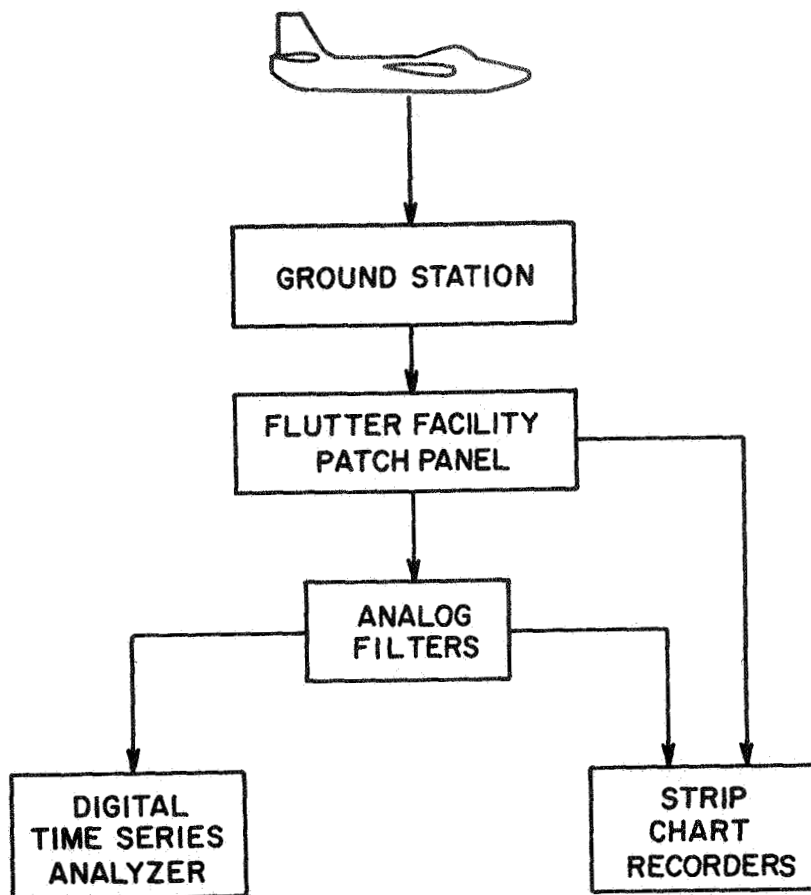 GROUND STATION
FLUTTER FACILITY
PATCH PANEL
ANALOG
FILTERS
DIGITAL
TIME SERIES
ANALYZER
STRIP
CHART
RECORDERS